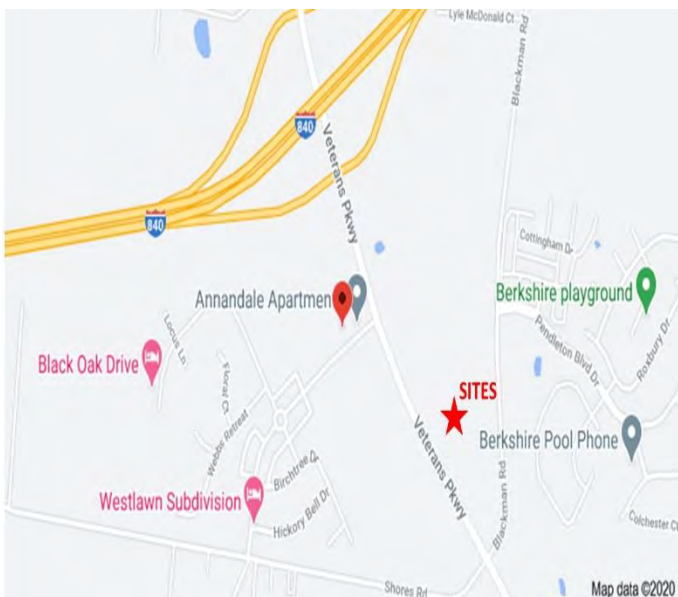 Lyle McDonald Ct
Blackman Rd
840
Veterans Pkwy
840
Cottingham Dr
Annandale Apartmen
Berkshire playground
Locus Ln
Pendleton Blvd Dr
Roxbury Dr
Black Oak Drive
Floral Ct
SITES
Webbs Retreat
Veterans Pkwy
Berkshire Pool Phone
Birchtree
Westlawn Subdivision
Blackman Rd
Hickory Bell Dr
Colchester Ct
Shores Rd
Map data ©2020